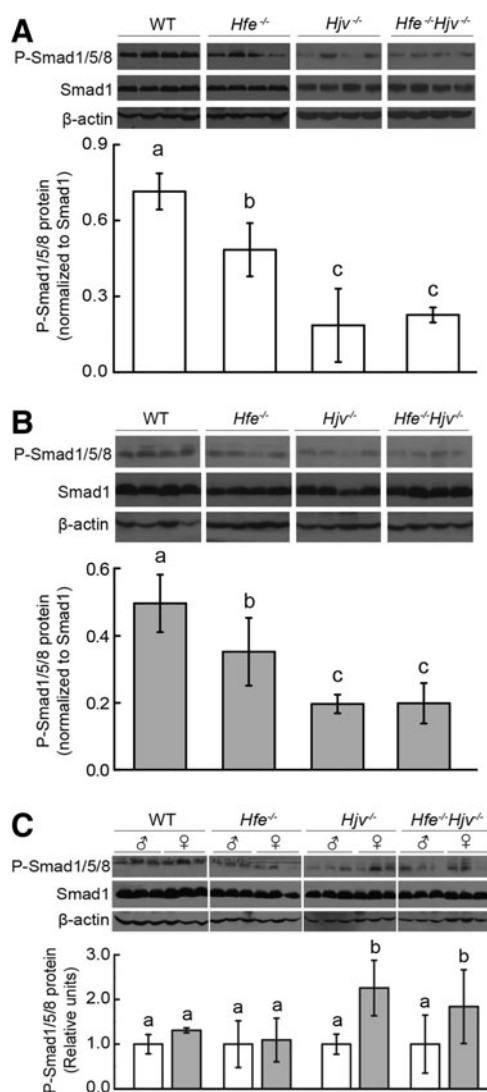 A
WT Hfe-/- Hjv-/- Hfe-/-Hjv-/-
P-Smad1/5/8
Smad1
β-actin
P-Smad1/5/8 protein
(normalized to Smad1)
0.9
0.6
0.3
0.0
a
b
c
c
B
WT Hfe-/- Hjv-/- Hfe-/-Hjv-/-
P-Smad1/5/8
Smad1
β-actin
P-Smad1/5/8 protein
(normalized to Smad1)
0.6
0.4
0.2
0.0
a
b
c
c
C
WT Hfe-/- Hjv-/- Hfe-/-Hjv-/-
♂ ♀ ♂ ♀ ♂ ♀ ♂ ♀
P-Smad1/5/8
Smad1
β-actin
P-Smad1/5/8 protein
(Relative units)
3.0
2.0
1.0
0.0
a a a a a b a b